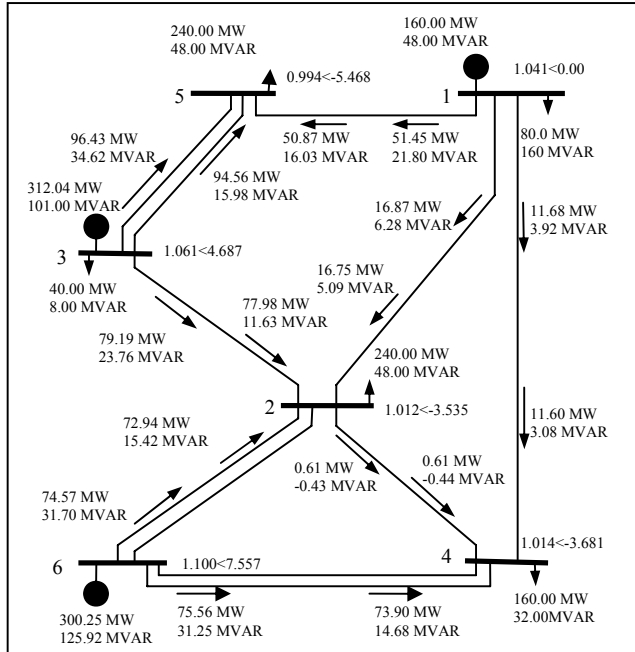 240.00 MW
48.00 MVAR
160.00 MW
48.00 MVAR
0.994<-5.468
1.041<0.00
5
1
96.43 MW
34.62 MVAR
50.87 MW
16.03 MVAR
51.45 MW
21.80 MVAR
80.0 MW
160 MVAR
94.56 MW
15.98 MVAR
312.04 MW
101.00 MVAR
16.87 MW
6.28 MVAR
11.68 MW
3.92 MVAR
3
1.061<4.687
40.00 MW
8.00 MVAR
77.98 MW
11.63 MVAR
16.75 MW
5.09 MVAR
79.19 MW
23.76 MVAR
240.00 MW
48.00 MVAR
2
1.012<-3.535
72.94 MW
15.42 MVAR
11.60 MW
3.08 MVAR
0.61 MW
-0.43 MVAR
0.61 MW
-0.44 MVAR
74.57 MW
31.70 MVAR
6
1.100<7.557
4
1.014<-3.681
300.25 MW
125.92 MVAR
75.56 MW
31.25 MVAR
73.90 MW
14.68 MVAR
160.00 MW
32.00MVAR